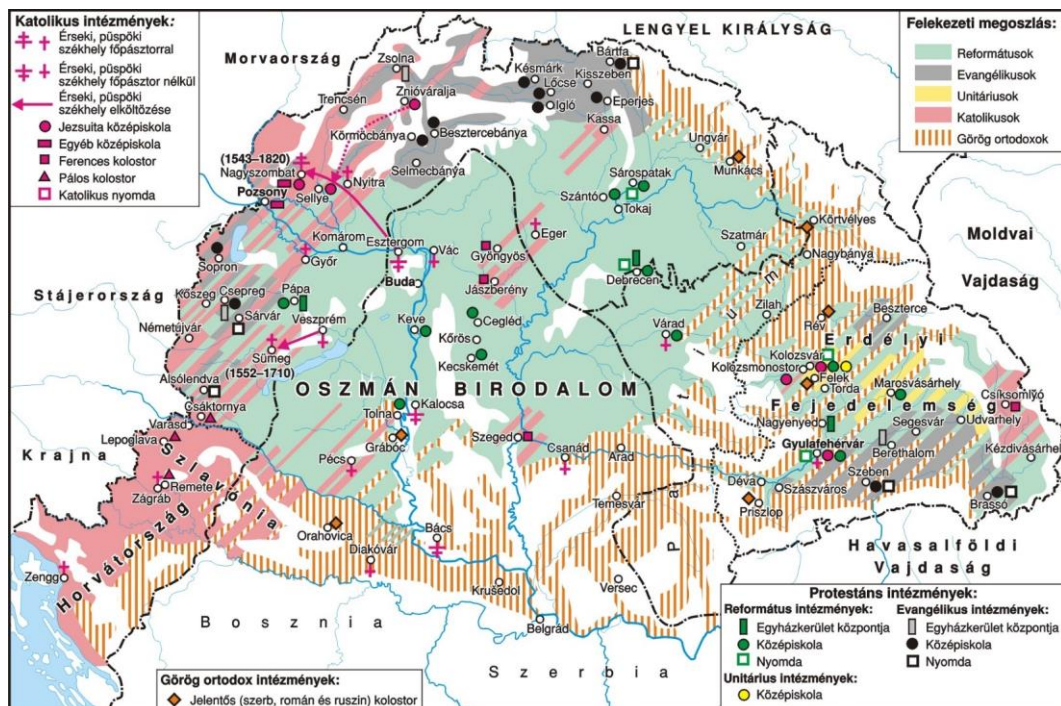 Katolikus intézmények:
Érseki, püspöki
székhely főpásztorral
Érseki, püspöki
székhely főpásztor nélkül
Érseki, püspöki
székhely elköltözése
Jezsuita középiskola
Egyéb középiskola
Ferences kolostor
Pálos kolostor
Katolikus nyomda
Felekezeti megoszlás:
Reformátusok
Evangélikusok
Unitáriusok
Katolikusok
Görög ortodoxok
LENGYEL KIRÁLYSÁG
Morvaország
Zsolna
Bártfa
Késmárk
Kisszeben
Lőcse
Trencsén
Znióváralja
Igló
Eperjes
Körmöcbánya
Besztercebánya
Kassa
Selmecbánya
Ungvár
Munkács
(1543–1820)
Nagyszombat
Nyitra
Pozsony
Sellye
Sárospatak
Szántó
Tokaj
Körtvélyes
Moldvai
Vajdaság
Komárom
Esztergom
Vác
Eger
Szatmár
Győr
Gyöngyös
Nagybánya
Sopron
Buda
Jászberény
Debrecen
Stájerország
Kőszeg
Csepreg
Pápa
Sárvár
Veszprém
Németújvár
Keve
Cegléd
Várad
Zilah
Rév
Beszterce
Sümeg
(1552–1710)
Kőrös
Kecskemét
Erdélyi
Kolozsvár
Kolozsmonostor
Felek
Torda
Marosvásárhely
Csíksomlyó
Alsólendva
OSZMÁN BIRODALOM
Csáktornya
Tolna
Kalocsa
Fejedelemség
Nagyenyed
Segesvár
Udvarhely
Varasd
Lepoglava
Grábóc
Szeged
Csanád
Arad
Gyulafehérvár
Berethalom
Kézdivásárhely
Krajna
Szlavónia
Pécs
Déva
Szászváros
Szeben
Remete
Zágráb
Temesvár
Priszlop
Brassó
Partium
Horvátország
Orahovica
Bács
Diakóvár
Zengg
Krusedol
Versec
Havasalföldi
Vajdaság
Bosznia
Belgrád
Szerbia
Görög ortodox intézmények:
Jelentős (szerb, román és ruszin) kolostor
Protestáns intézmények:
Református intézmények:
Egyházkerület központja
Középiskola
Nyomda
Unitárius intézmények:
Középiskola
Evangélikus intézmények:
Egyházkerület központja
Középiskola
Nyomda